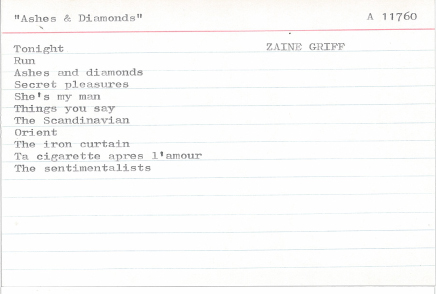 "Ashes & Diamonds" A 11760
Tonight ZAINE GRIFF
Run
Ashes and diamonds
Secret pleasures
She's my man
Things you say
The Scandinavian
Orient
The iron curtain
Ta cigarette apres l'amour
The sentimentalists